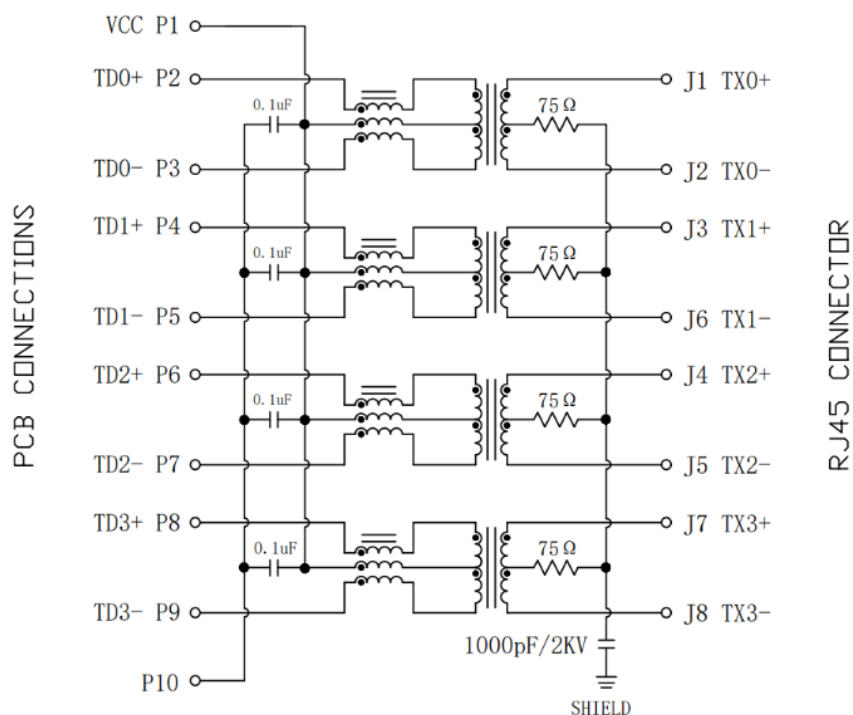 VCC P1
TD0+ P2
0.1uF
75Ω
J1 TX0+
TD0- P3
J2 TX0-
TD1+ P4
0.1uF
75Ω
J3 TX1+
TD1- P5
J6 TX1-
TD2+ P6
0.1uF
75Ω
J4 TX2+
TD2- P7
J5 TX2-
TD3+ P8
0.1uF
75Ω
J7 TX3+
TD3- P9
J8 TX3-
1000pF/2KV
P10
SHIELD
PCB CONNECTIONS
RJ45 CONNECTOR